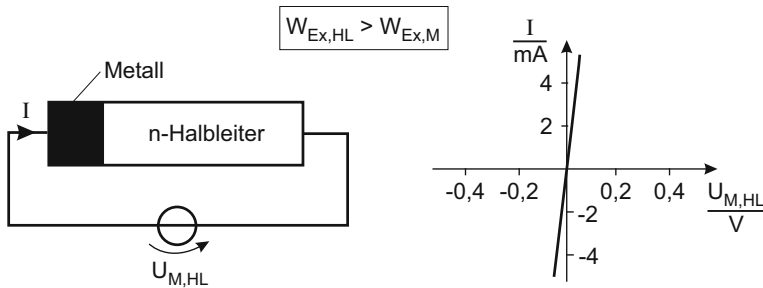 W_Ex,HL > W_Ex,M
Metall
I
n-Halbleiter
U_M,HL
I
mA
4
2
-0,4 -0,2 0 0,2 0,4
U_M,HL
V
-2
-4